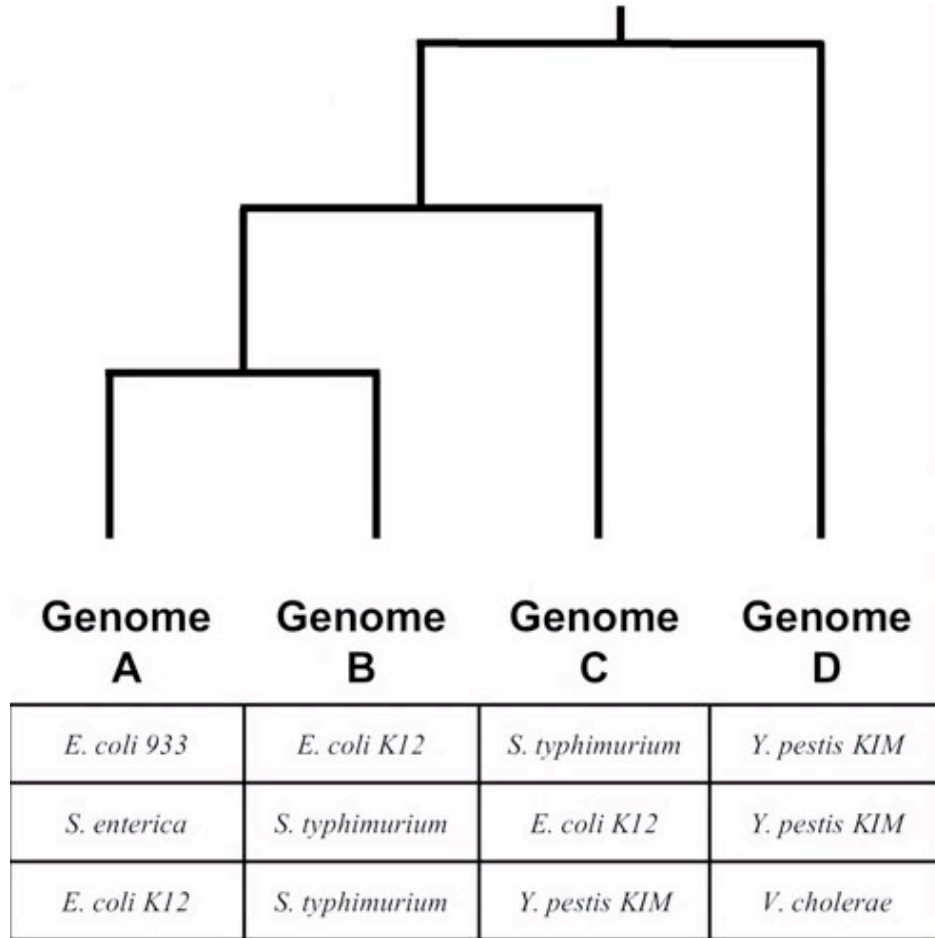 Genome Genome Genome Genome
A B C D
E. coli 933 E. coli K12 S. typhimurium Y. pestis KIM
S. enterica S. typhimurium E. coli K12 Y. pestis KIM
E. coli K12 S. typhimurium Y. pestis KIM V. cholerae